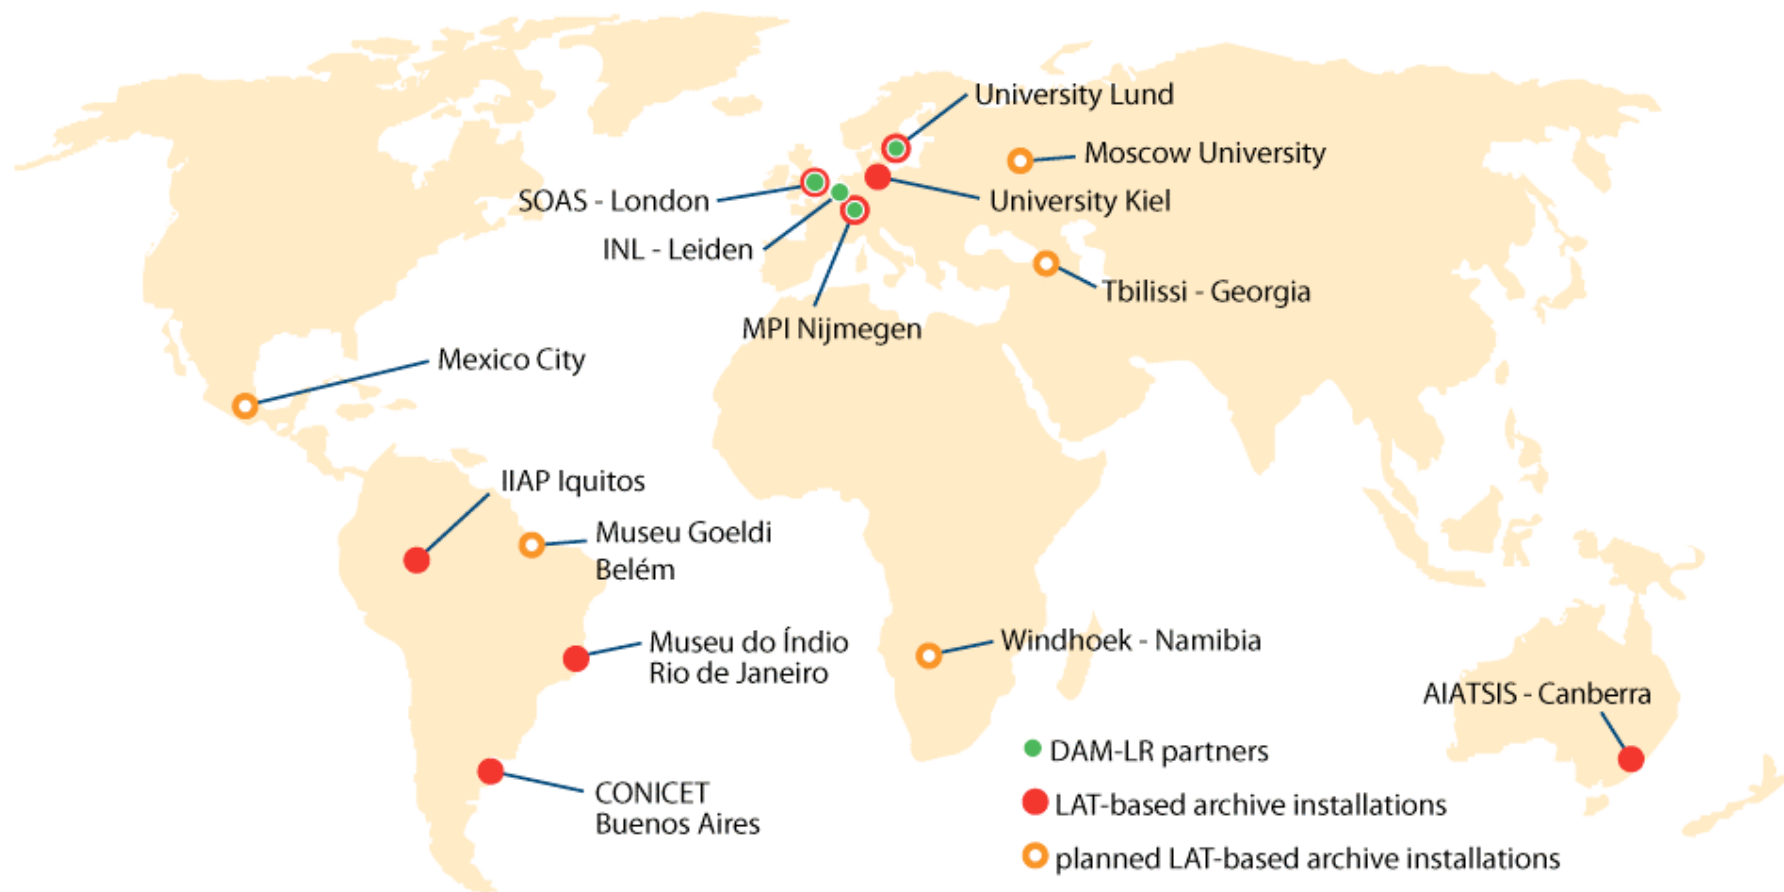 University Lund
Moscow University
SOAS - London
University Kiel
INL - Leiden
Tbilissi - Georgia
MPI Nijmegen
Mexico City
IIAP Iquitos
Museu Goeldi
Belém
Museu do Índio
Rio de Janeiro
Windhoek - Namibia
AIATSIS - Canberra
CONICET
Buenos Aires
DAM-LR partners
LAT-based archive installations
planned LAT-based archive installations